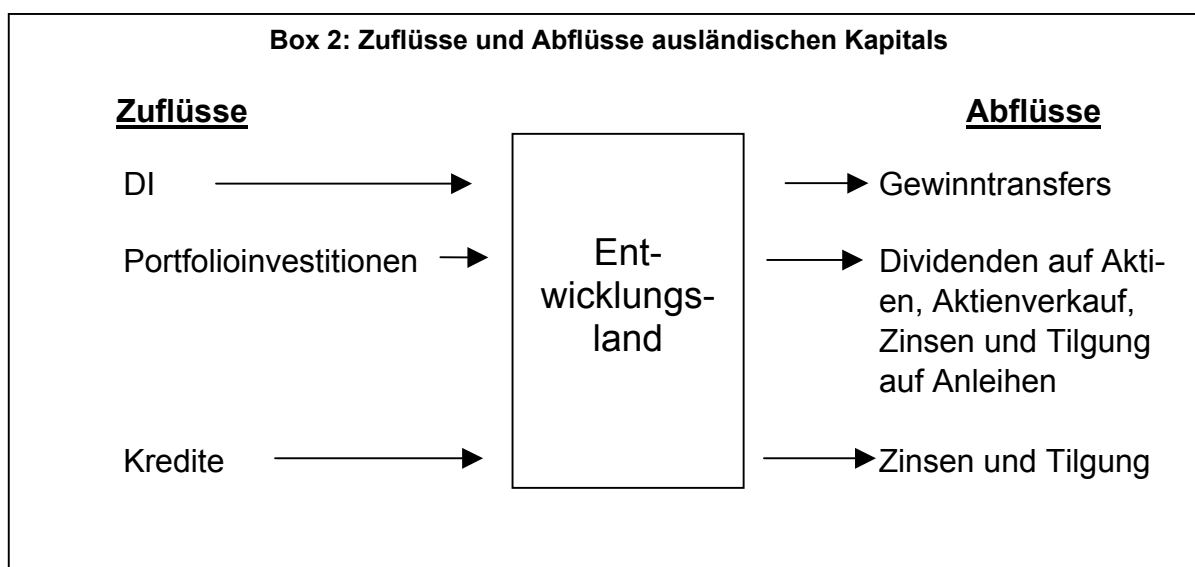 Box 2: Zuflüsse und Abflüsse ausländischen Kapitals
Zuflüsse
Abflüsse
DI
Gewinntransfers
Portfolioinvestitionen
Ent-
wicklungs-
land
Dividenden auf Akti-
en, Aktienverkauf,
Zinsen und Tilgung
auf Anleihen
Kredite
Zinsen und Tilgung